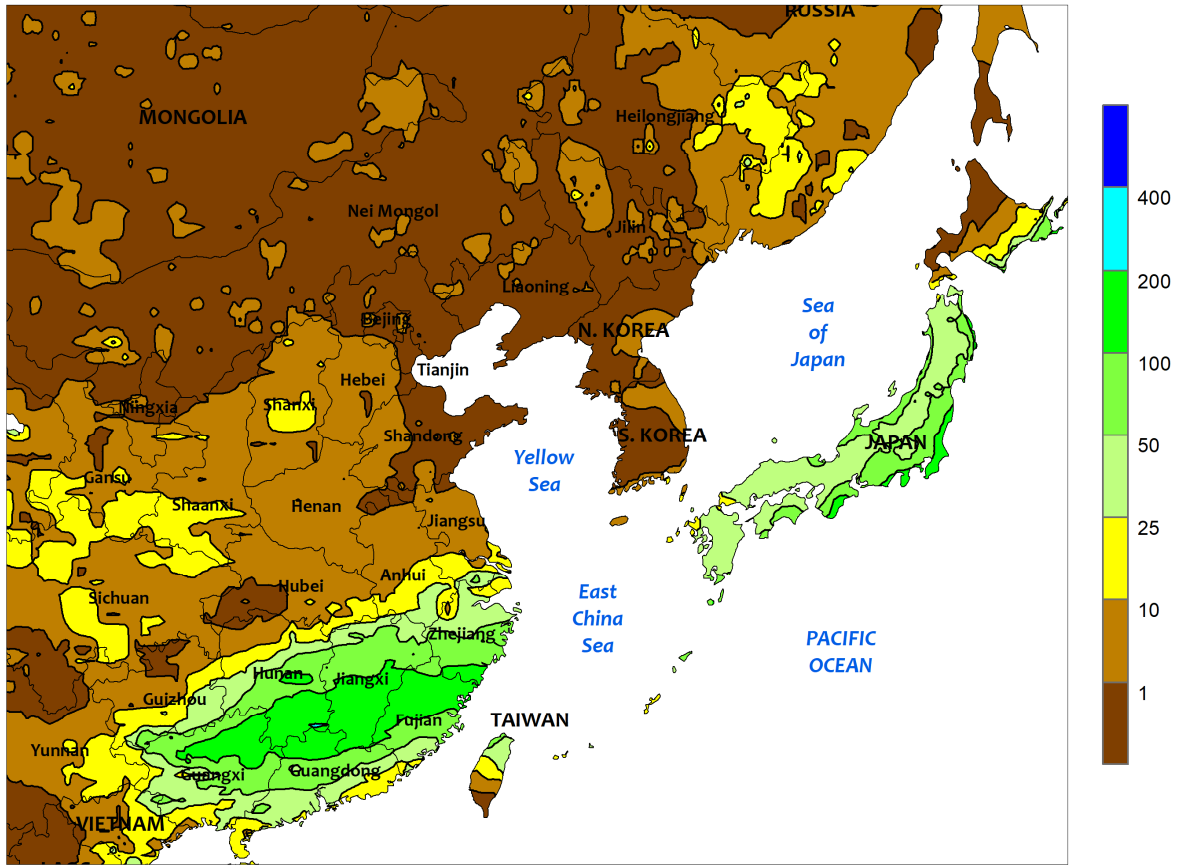 RUSSIA
MONGOLIA
Heilongjiang
400
Nei Mongol
Jilin
200
Liaoning
Sea
of
Japan
Beijing
N. KOREA
100
Tianjin
Hebei
Ningxia
Shanxi
Shandong
S. KOREA
JAPAN
50
Yellow
Sea
Gansu
Shaanxi
Henan
Jiangsu
25
Anhui
Hubei
Sichuan
East
China
Sea
10
Zhejiang
PACIFIC
OCEAN
Hunan
Jiangxi
Guizhou
1
Fujian
TAIWAN
Yunnan
Guangxi
Guangdong
VIETNAM